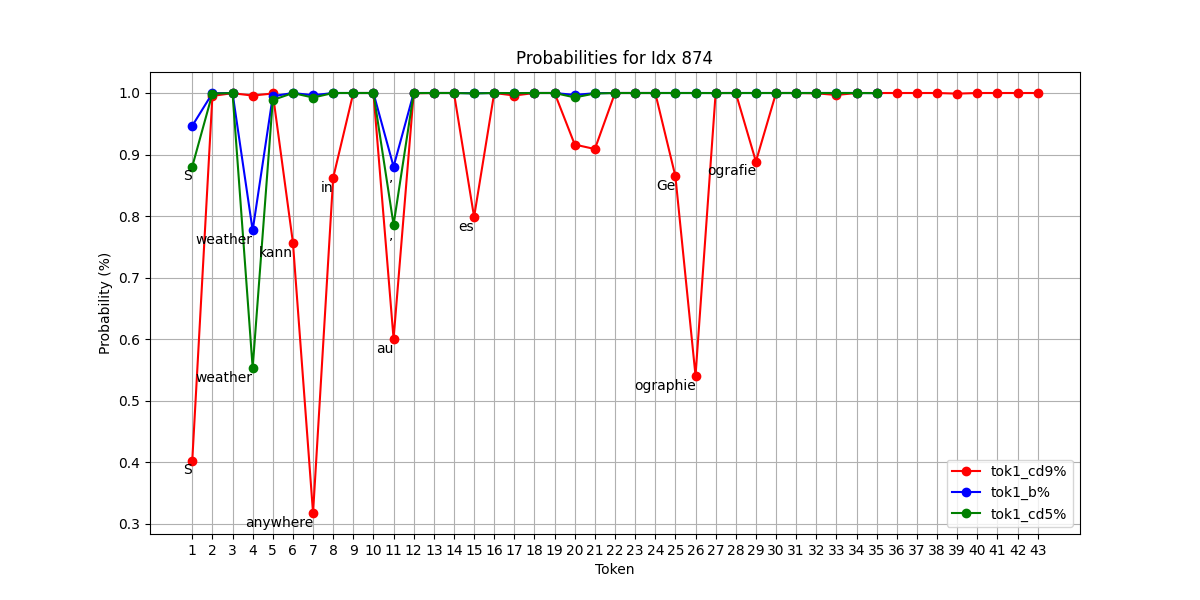 Probabilities for Idx 874
Probability (%)
1.0
0.9
0.8
0.7
0.6
0.5
0.4
0.3
S
S
weather
weather
kann
anywhere
in
,
,
au
es
Ge
ographie
ografie
tok1_cd9%
tok1_b%
tok1_cd5%
1 2 3 4 5 6 7 8 9 10 11 12 13 14 15 16 17 18 19 20 21 22 23 24 25 26 27 28 29 30 31 32 33 34 35 36 37 38 39 40 41 42 43
Token